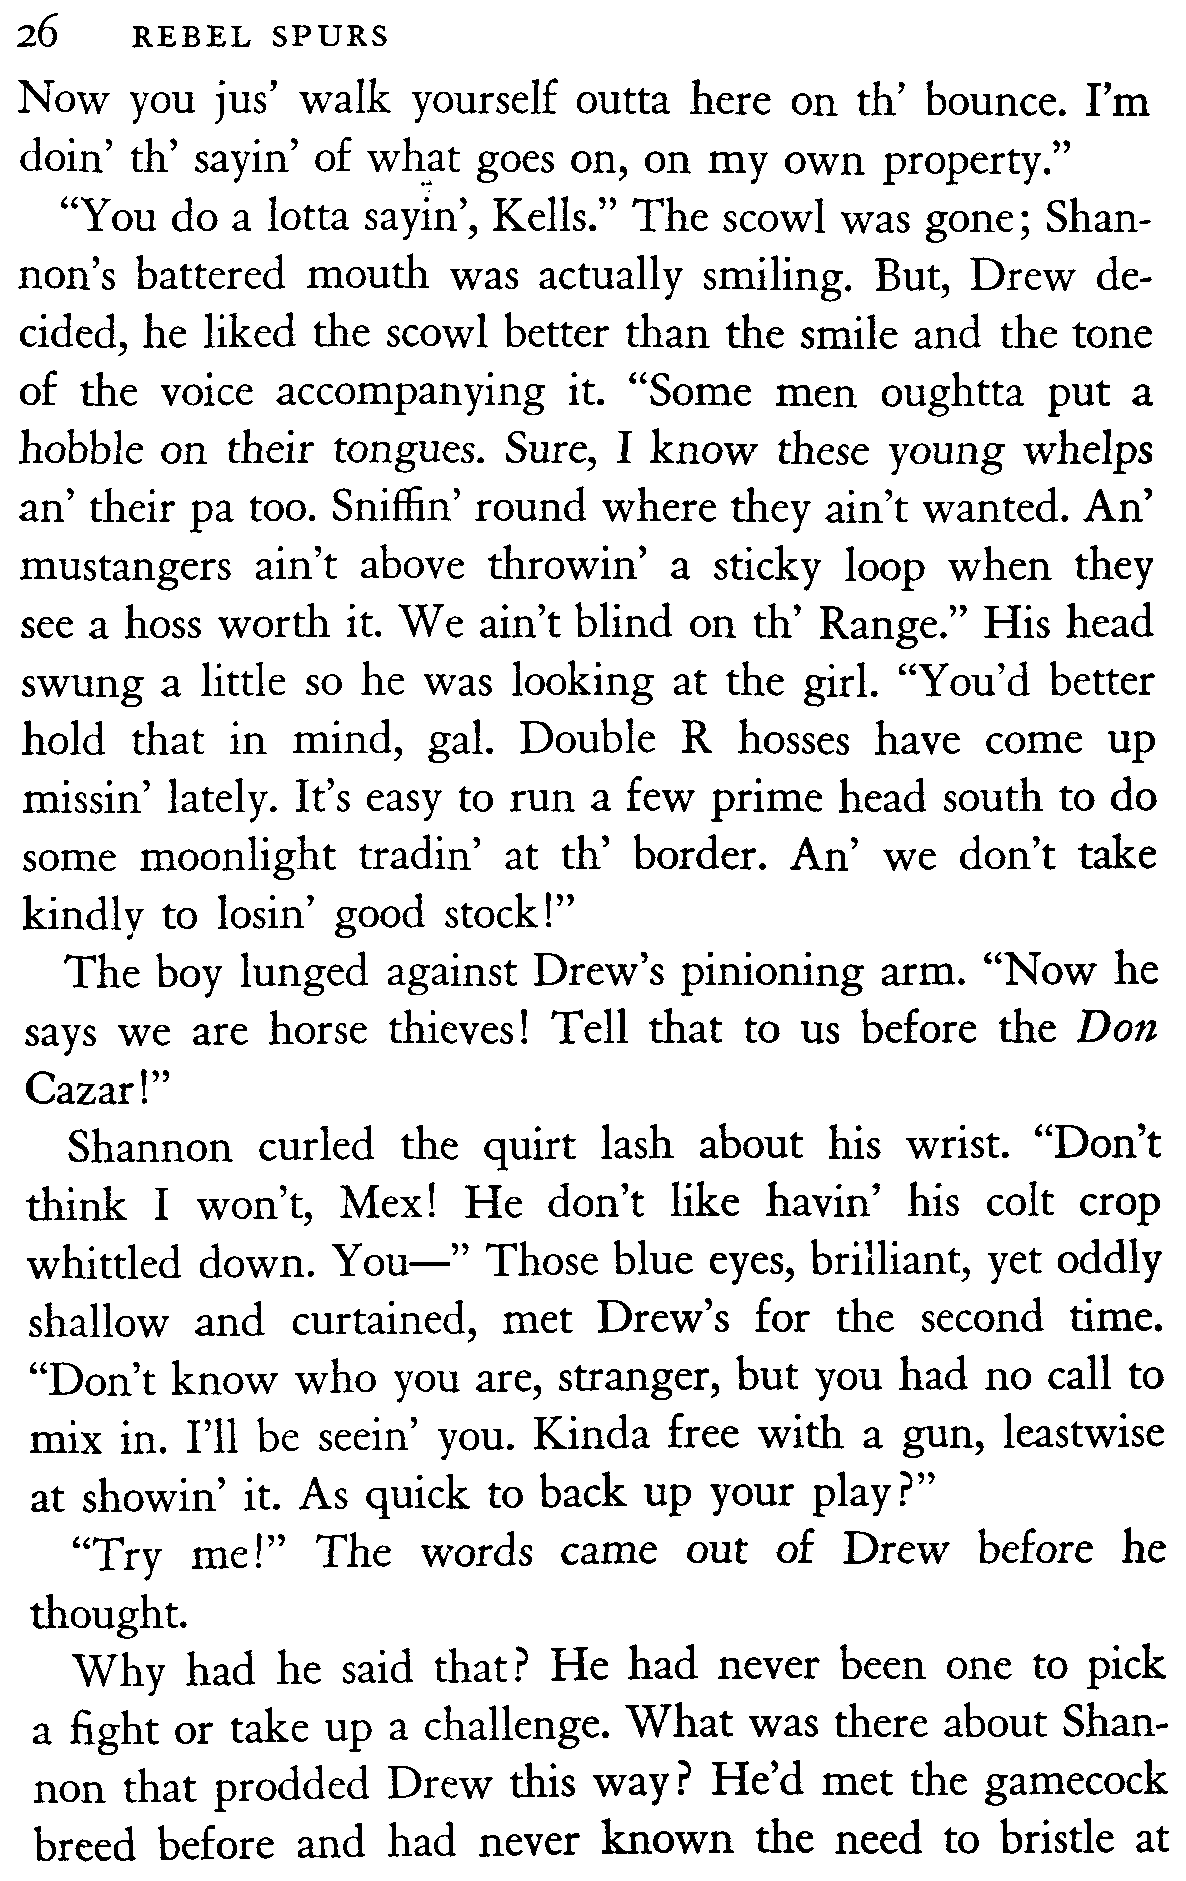 26 REBEL SPURS
Now you jus’ walk yourself outta here on th’ bounce. I’m
doin’ th’ sayin’ of what goes on, on my own property.”
“You do a lotta sayin’, Kells.” The scowl was gone; Shan-
non’s battered mouth was actually smiling. But, Drew de-
cided, he liked the scowl better than the smile and the tone
of the voice accompanying it. “Some men oughtta put a
hobble on their tongues. Sure, I know these young whelps
an’ their pa too. Sniffin’ round where they ain’t wanted. An’
mustangers ain’t above throwin’ a sticky loop when they
see a hoss worth it. We ain’t blind on th’ Range.” His head
swung a little so he was looking at the girl. “You’d better
hold that in mind, gal. Double R hosses have come up
missin’ lately. It’s easy to run a few prime head south to do
some moonlight tradin’ at th’ border. An’ we don’t take
kindly to losin’ good stock!”
The boy lunged against Drew’s pinioning arm. “Now he
says we are horse thieves! Tell that to us before the Don
Cazar!”
Shannon curled the quirt lash about his wrist. “Don’t
think I won’t, Mex! He don’t like havin’ his colt crop
whittled down. You—” Those blue eyes, brilliant, yet oddly
shallow and curtained, met Drew’s for the second time.
“Don’t know who you are, stranger, but you had no call to
mix in. I’ll be seein’ you. Kinda free with a gun, leastwise
at showin’ it. As quick to back up your play?”
“Try me!” The words came out of Drew before he
thought.
Why had he said that? He had never been one to pick
a fight or take up a challenge. What was there about Shan-
non that prodded Drew this way? He’d met the gamecock
breed before and had never known the need to bristle at